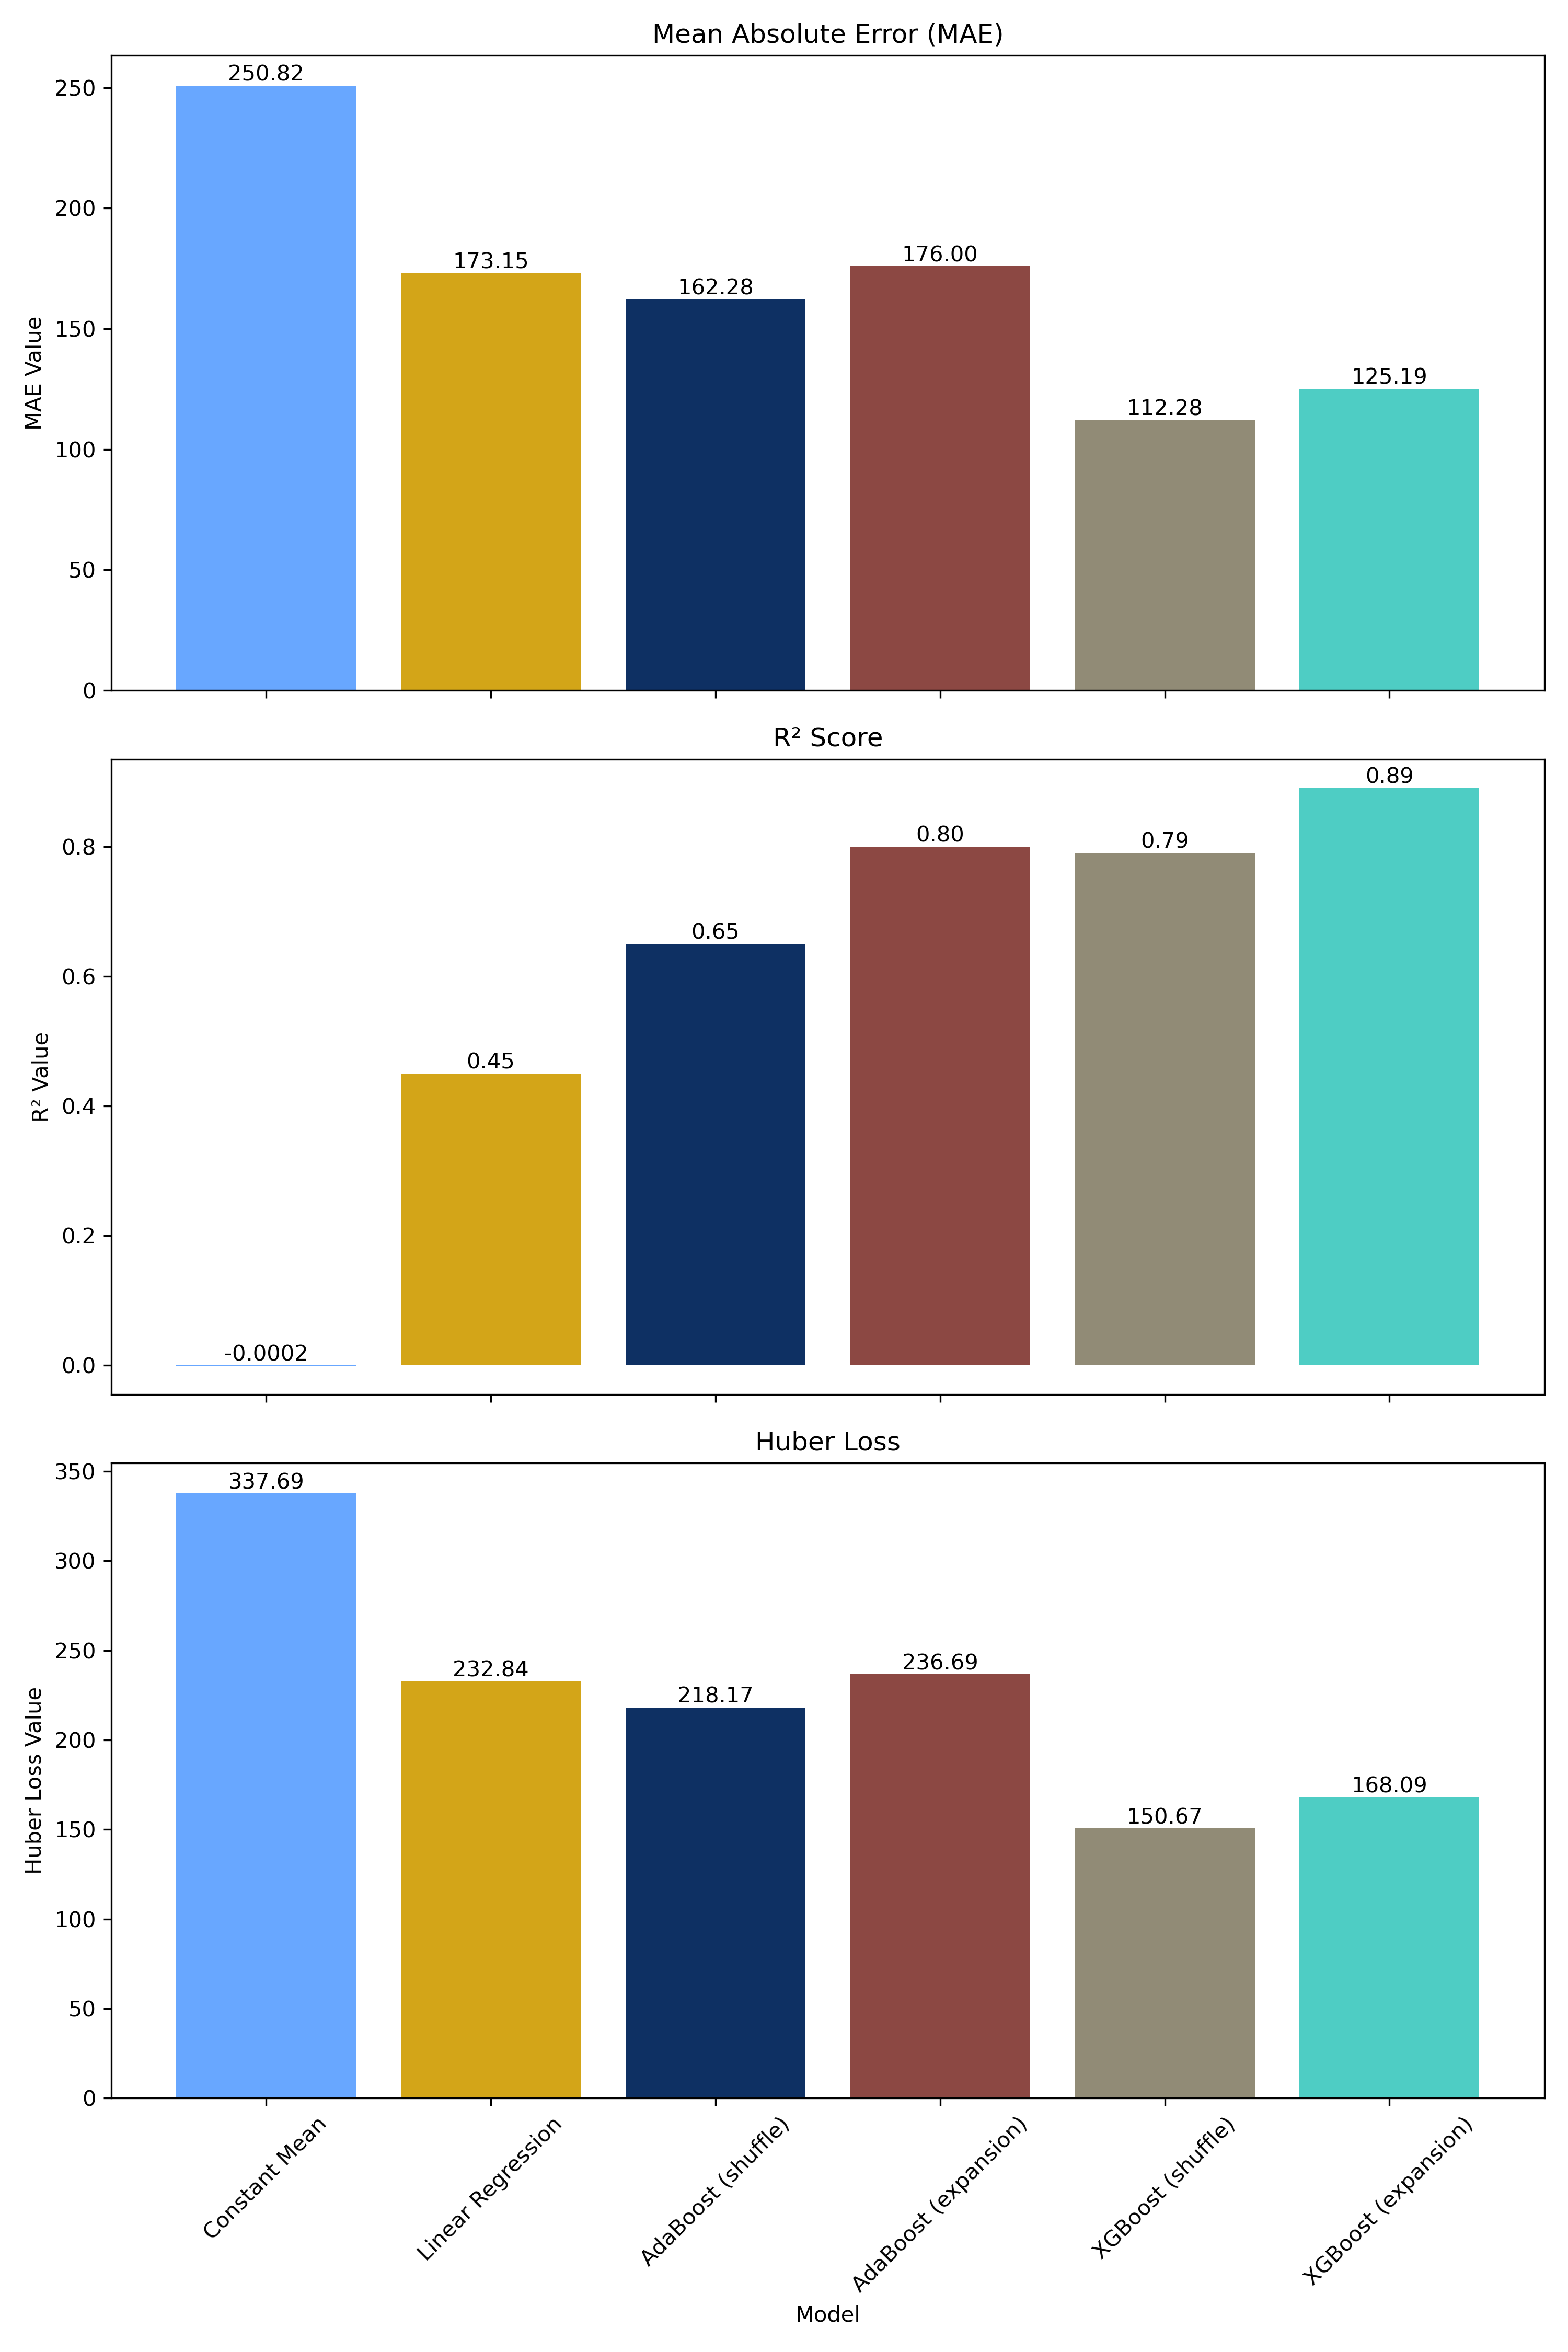 Mean Absolute Error (MAE)
MAE Value
250
200
150
100
50
0
250.82
173.15
162.28
176.00
112.28
125.19
R² Score
R² Value
0.8
0.6
0.4
0.2
0.0
-0.0002
0.45
0.65
0.80
0.79
0.89
Huber Loss
Huber Loss Value
350
300
250
200
150
100
50
0
337.69
232.84
218.17
236.69
150.67
168.09
Constant Mean
Linear Regression
AdaBoost (shuffle)
AdaBoost (expansion)
XGBoost (shuffle)
XGBoost (expansion)
Model